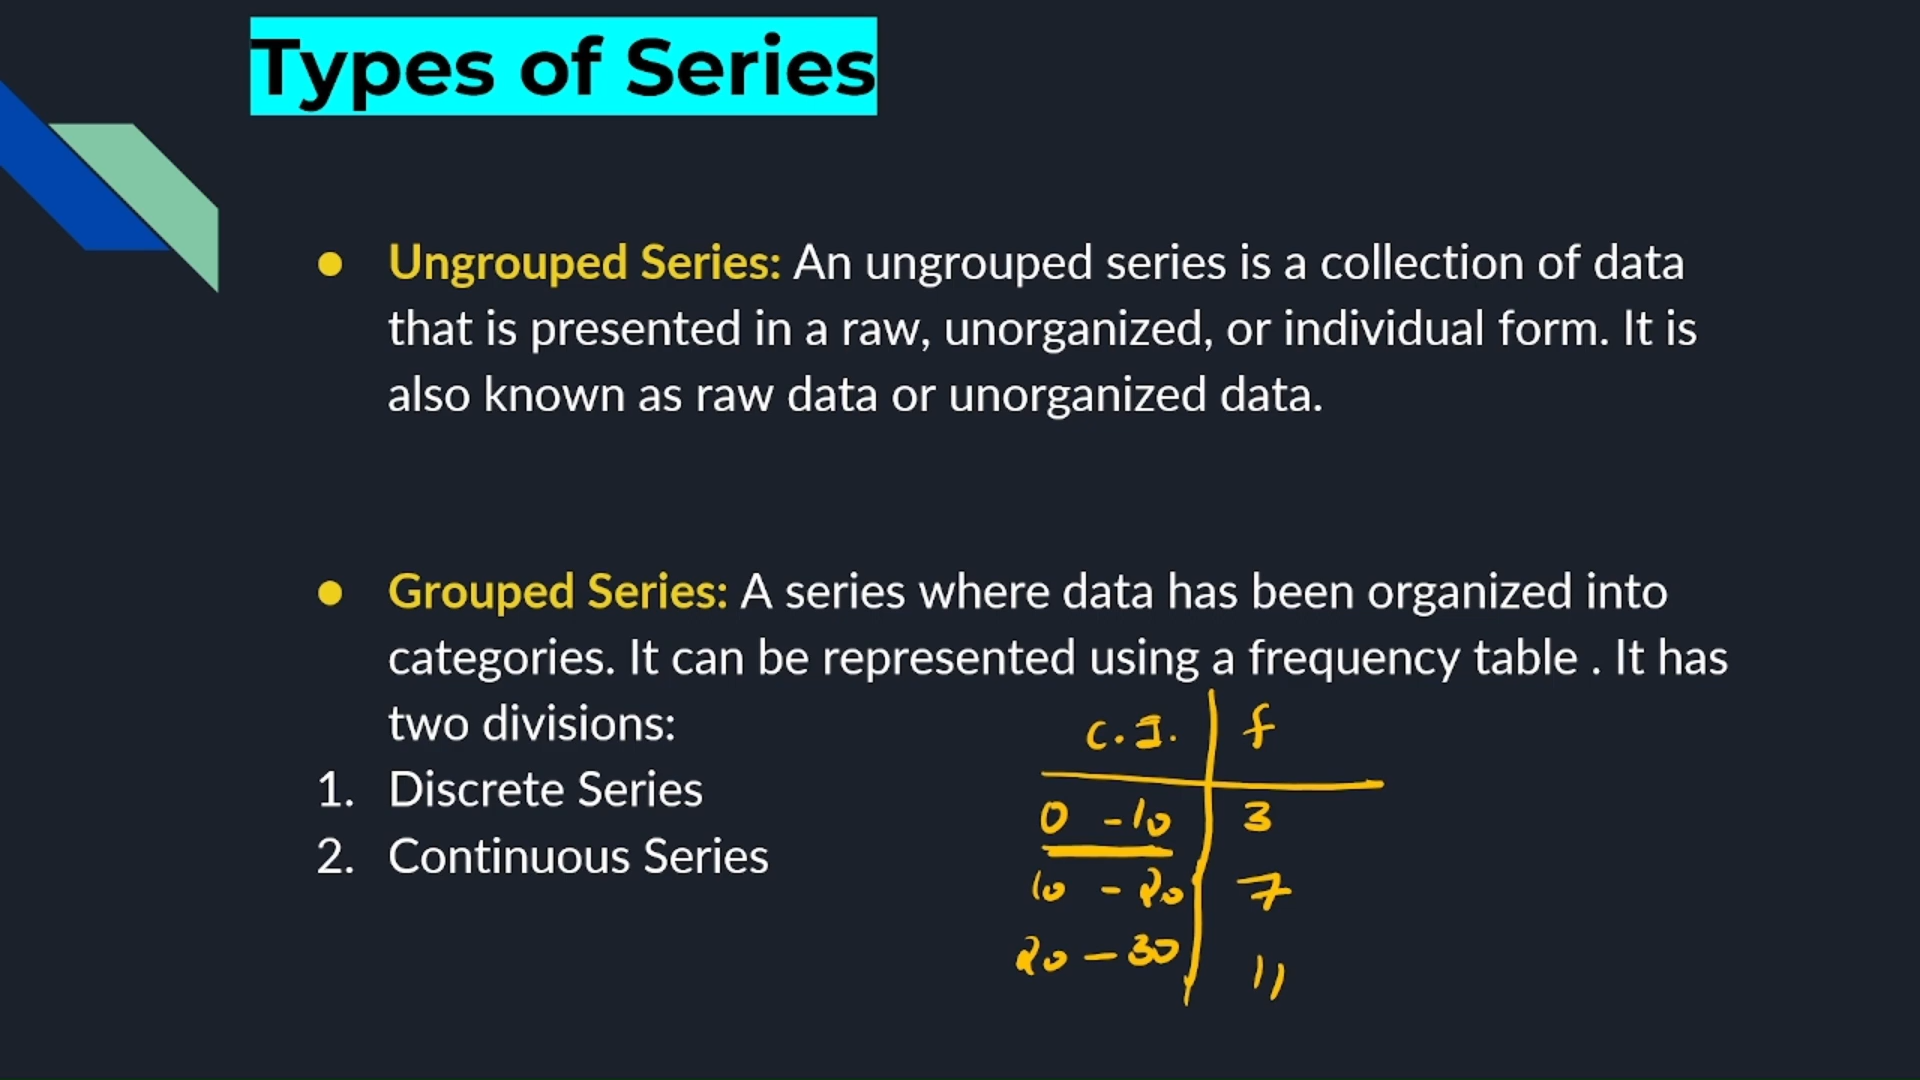 Types of Series
● Ungrouped Series: An ungrouped series is a collection of data
that is presented in a raw, unorganized, or individual form. It is
also known as raw data or unorganized data.
● Grouped Series: A series where data has been organized into
categories. It can be represented using a frequency table . It has
two divisions:
1. Discrete Series
2. Continuous Series
C.I. f
0 - 10 3
10 - 20 7
20 - 30 11